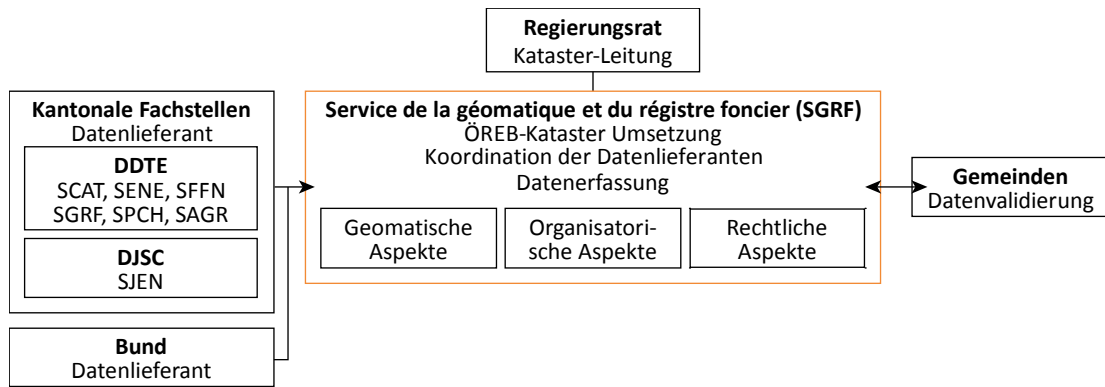 Regierungsrat
Kataster-Leitung
Kantonale Fachstellen
Datenlieferant
DDTE
SCAT, SENE, SFFN
SGRF, SPCH, SAGR
DJSC
SJEN
Bund
Datenlieferant
Service de la géomatique et du régistre foncier (SGRF)
ÖREB-Kataster Umsetzung
Koordination der Datenlieferanten
Datenerfassung
Geomatische
Aspekte
Organisatori-
sche Aspekte
Rechtliche
Aspekte
Gemeinden
Datenvalidierung